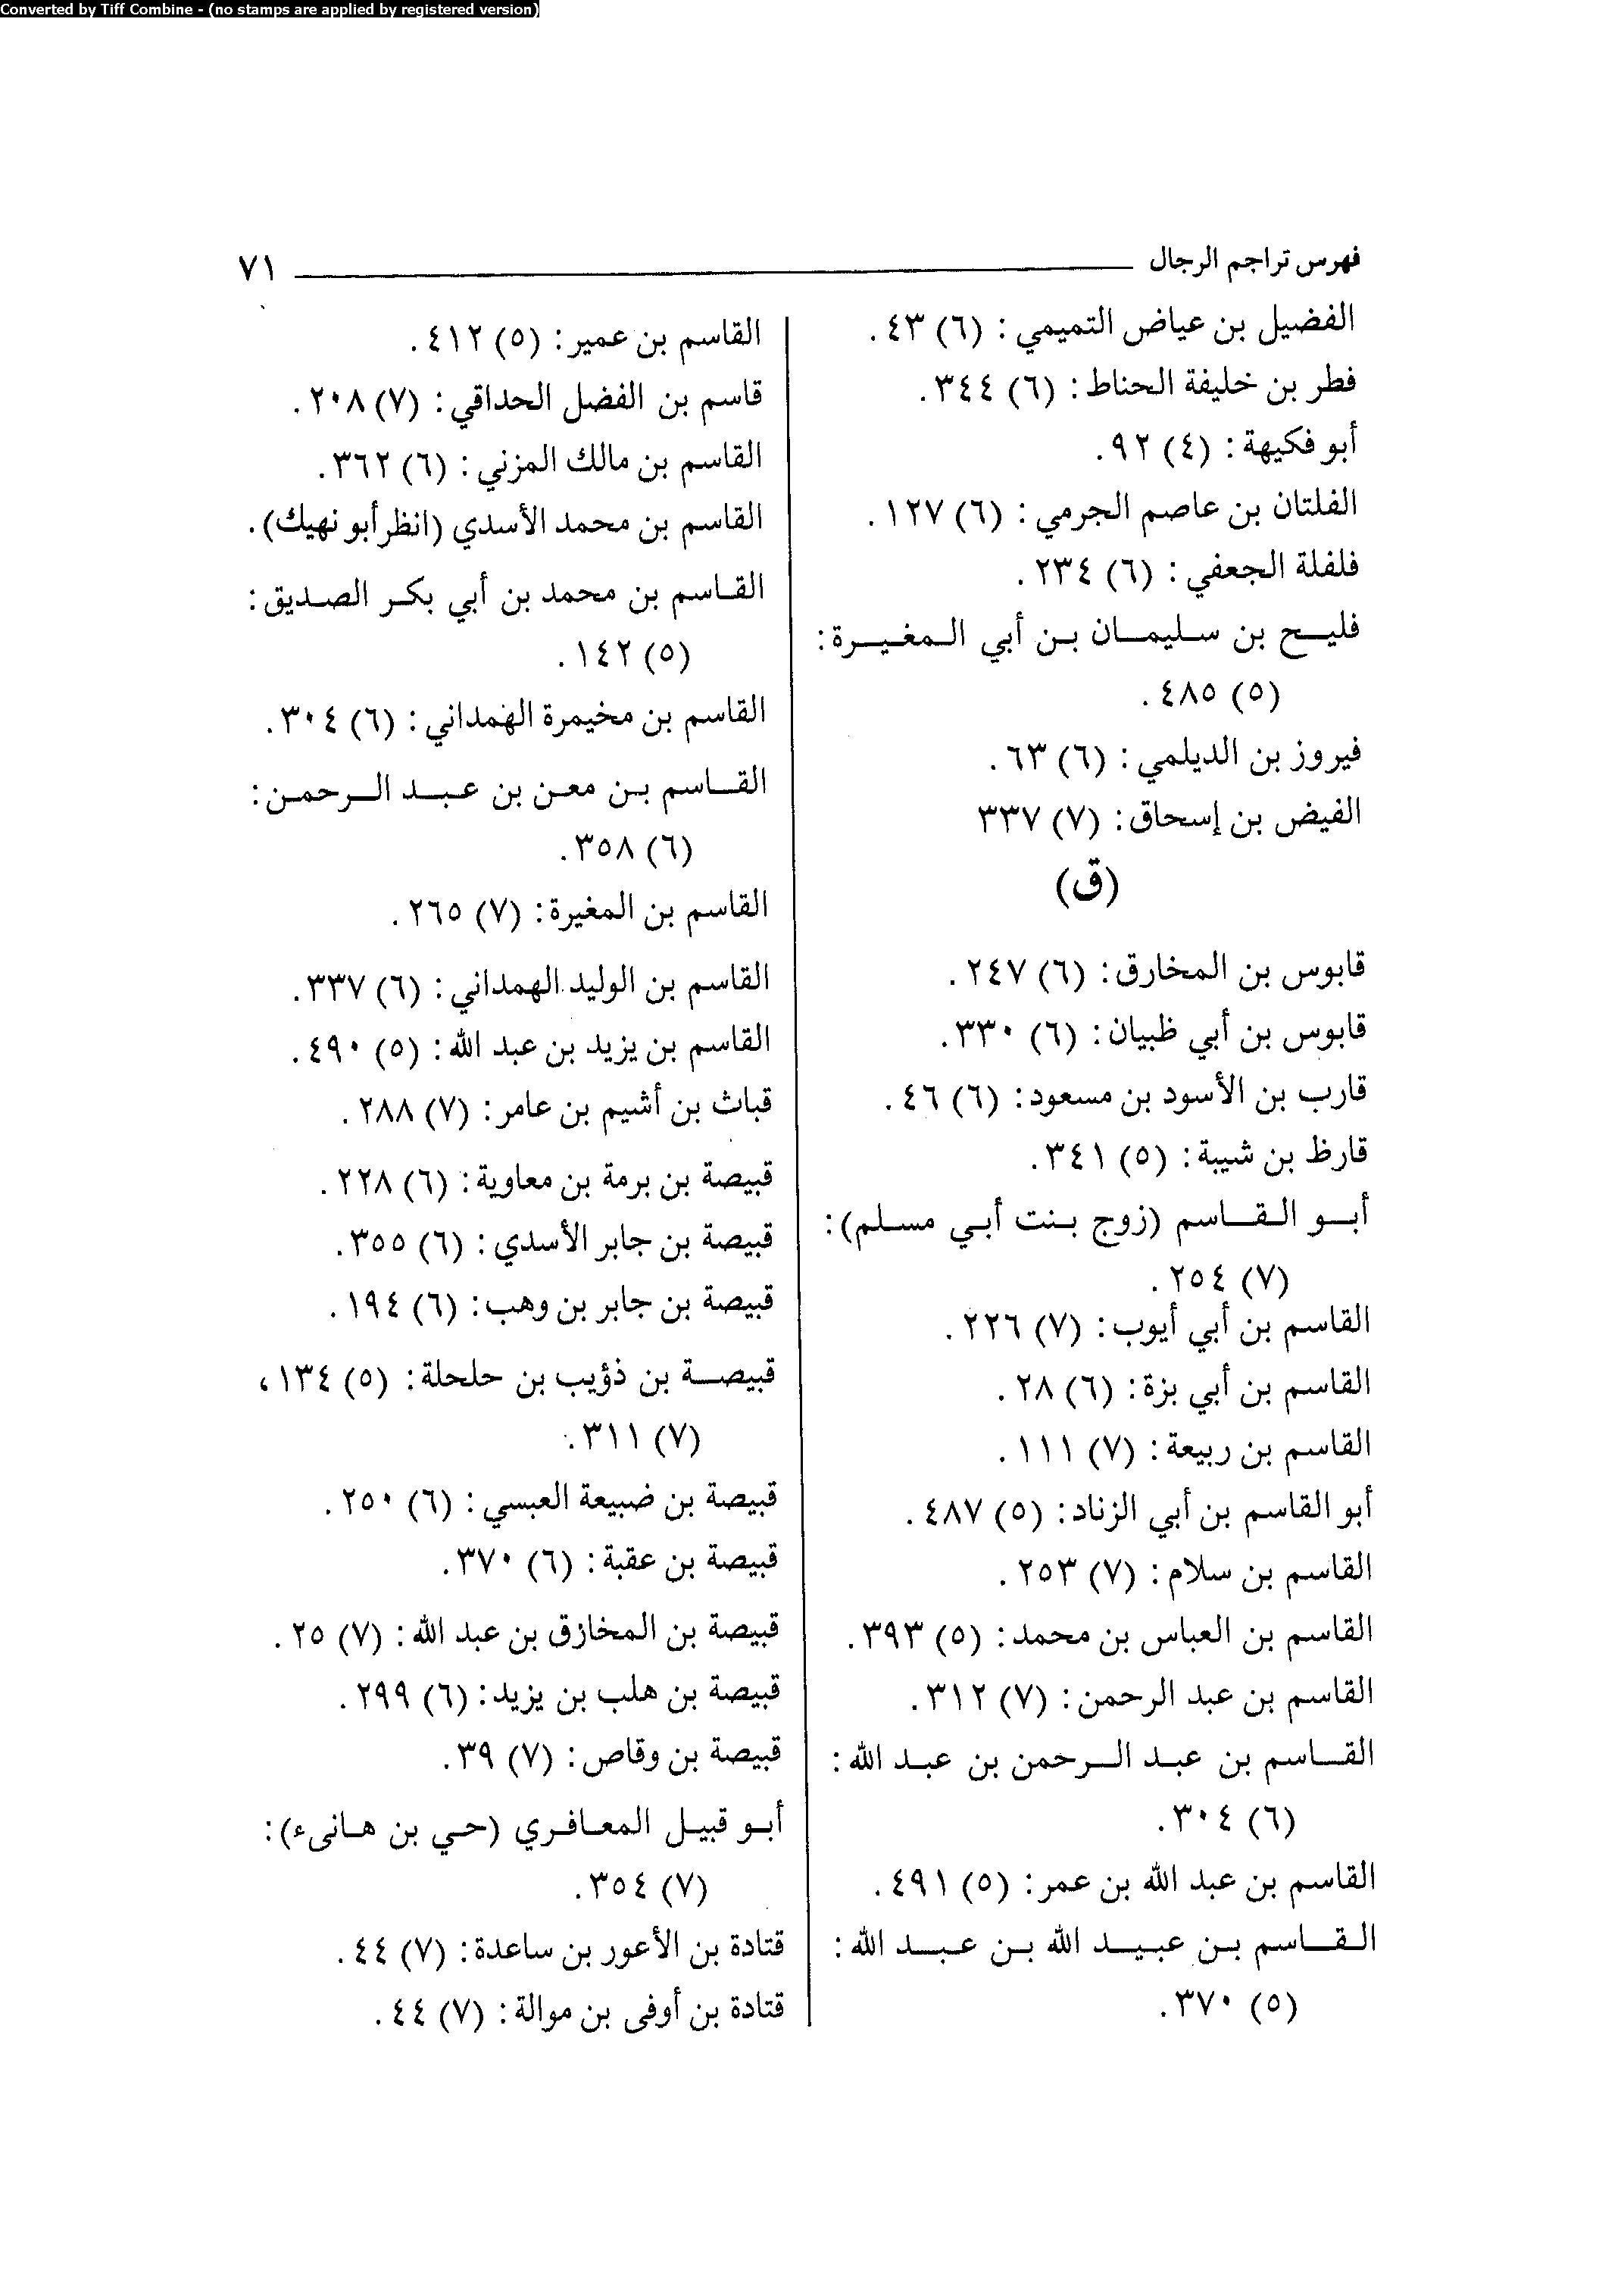 Converted by Tiff Combine - (no stamps are applied by registered version)
فهرس تراجم الرجال ٧١
الفضيل بن عياض التميمي: (٦) ٤٣.
فطر بن خليفة الحناط: (٦) ٣٤٤.
أبو فكيهة: (٤) ٩٢.
الفلتان بن عاصم الجرمي: (٦) ١٢٧.
فلفلة الجعفي: (٦) ٢٣٤.
فليح بن سليمان بن أبي المغيرة:
(٥) ٤٨٥.
فيروز بن الديلمي: (٦) ٦٣.
الفيض بن إسحاق: (٧) ٣٣٧
(ق)
قابوس بن المخارق: (٦) ٢٤٧.
قابوس بن أبي ظبيان: (٦) ٣٣٠.
قارب بن الأسود بن مسعود: (٦) ٤٦.
قارظ بن شيبة: (٥) ٣٤١.
أبو القاسم (زوج بنت أبي مسلم):
(٧) ٢٥٤.
القاسم بن أبي أيوب: (٧) ٢٢٦.
القاسم بن أبي بزة: (٦) ٢٨.
القاسم بن ربيعة: (٧) ١١١.
أبو القاسم بن أبي الزناد: (٥) ٤٨٧.
القاسم بن سلام: (٧) ٢٥٣.
القاسم بن العباس بن محمد: (٥) ٣٩٣.
القاسم بن عبد الرحمن: (٧) ٣١٢.
القاسم بن عبد الرحمن بن عبد الله:
(٦) ٣٠٤.
القاسم بن عبد الله بن عمر: (٥) ٤٩١.
القاسم بن عبيد الله بن عبد الله:
(٥) ٣٧٠.
القاسم بن عمير: (٥) ٤١٢.
قاسم بن الفضل الحداقي: (٧) ٢٠٨.
القاسم بن مالك المزني: (٦) ٣٦٢.
القاسم بن محمد الأسدي (انظر أبو نهيك).
القاسم بن محمد بن أبي بكر الصديق:
(٥) ١٤٢.
القاسم بن مخيمرة الهمداني: (٦) ٣٠٤.
القاسم بن معن بن عبد الرحمن:
(٦) ٣٥٨.
القاسم بن المغيرة: (٧) ٢٦٥.
القاسم بن الوليد الهمداني: (٦) ٣٣٧.
القاسم بن يزيد بن عبد الله: (٥) ٤٩٠.
قباث بن أشيم بن عامر: (٧) ٢٨٨.
قبيصة بن برمة بن معاوية: (٦) ٢٢٨.
قبيصة بن جابر الأسدي: (٦) ٣٥٥.
قبيصة بن جابر بن وهب: (٦) ١٩٤.
قبيصة بن ذؤيب بن حلحلة: (٥) ١٣٤،
(٧) ٣١١.
قبيصة بن ضبيعة العبسي: (٦) ٢٥٠.
قبيصة بن عقبة: (٦) ٣٧٠.
قبيصة بن المخازق بن عبد الله: (٧) ٢٥.
قبيصة بن هلب بن يزيد: (٦) ٢٩٩.
قبيصة بن وقاص: (٧) ٣٩.
أبو قبيل المعافري (حي بن هانىء):
(٧) ٣٥٤.
قتادة بن الأعور بن ساعدة: (٧) ٤٤.
قتادة بن أوفى بن موالة: (٧) ٤٤.